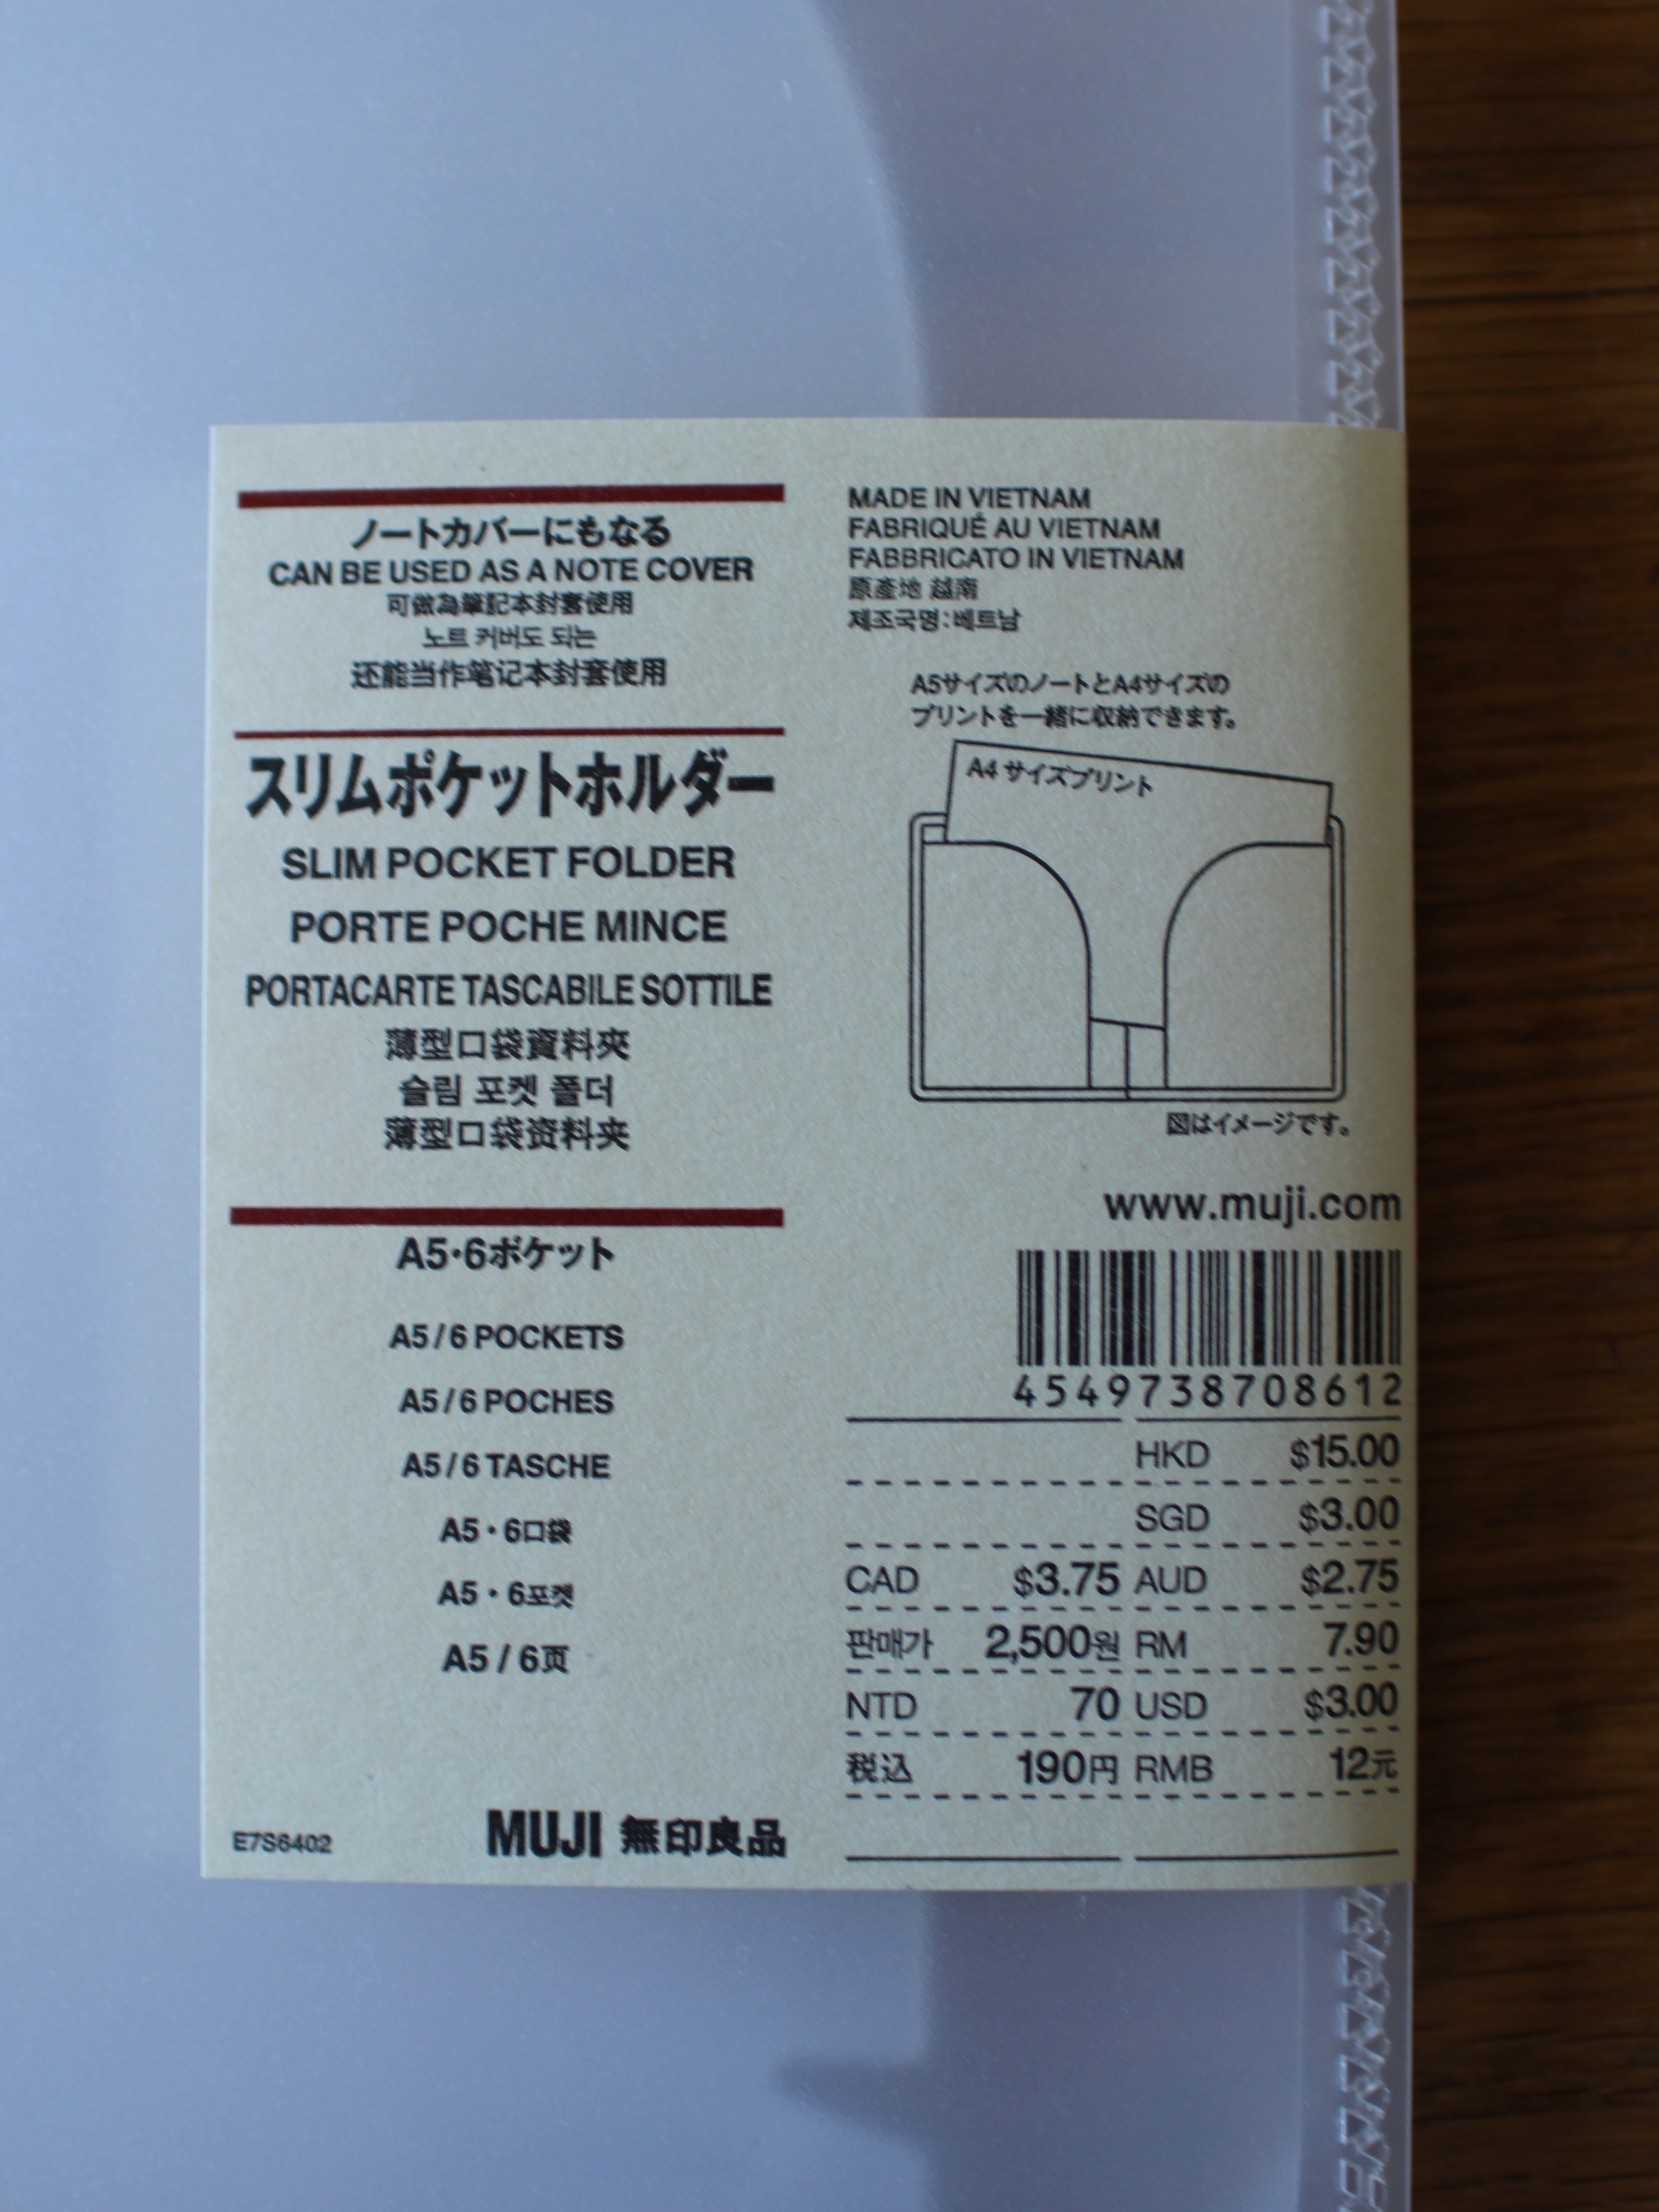 ノートカバーにもなる
CAN BE USED AS A NOTE COVER
可做為筆記本封套使用
노트 커버도 되는
还能当作笔记本封套使用
スリムポケットホルダー
SLIM POCKET FOLDER
PORTE POCHE MINCE
PORTACARTE TASCABILE SOTTILE
薄型口袋資料夾
슬림 포켓 폴더
薄型口袋资料夹
A5・6ポケット
A5/6 POCKETS
A5/6 POCHES
A5/6 TASCHE
A5・6口袋
A5・6포켓
A5/6页
E7S6402
MUJI 無印良品
MADE IN VIETNAM
FABRIQUÉ AU VIETNAM
FABBRICATO IN VIETNAM
原產地 越南
제조국명:베트남
A5サイズのノートとA4サイズの
プリントを一緒に収納できます。
A4 サイズプリント
図はイメージです。
www.muji.com
4549738708612
HKD $15.00
SGD $3.00
CAD $3.75 AUD $2.75
판매가 2,500원 RM 7.90
NTD 70 USD $3.00
税込 190円 RMB 12元